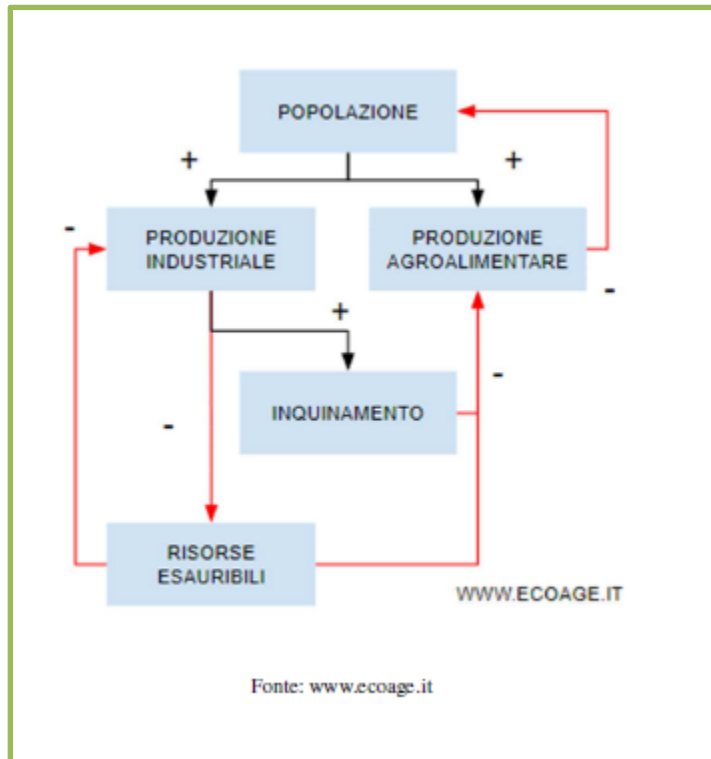 POPOLAZIONE
+
+
-
PRODUZIONE
INDUSTRIALE
PRODUZIONE
AGROALIMENTARE
-
+
-
INQUINAMENTO
-
RISORSE
ESAURIBILI
WWW.ECOAGE.IT
Fonte: www.ecoage.it